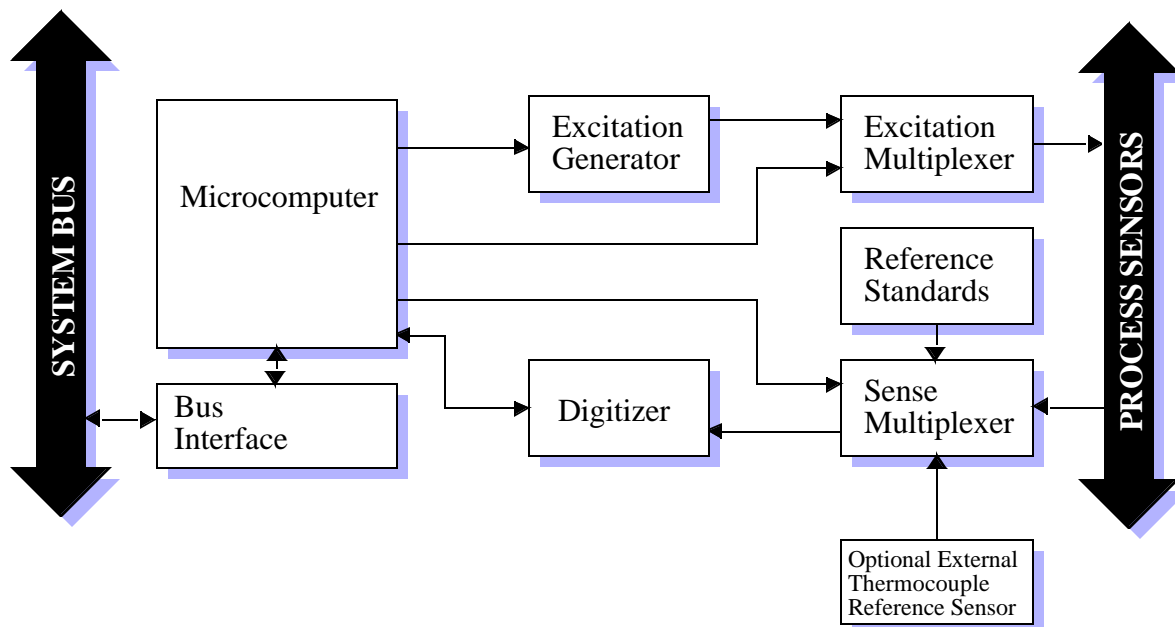 SYSTEM BUS
Microcomputer
Bus
Interface
Excitation
Generator
Digitizer
Excitation
Multiplexer
Reference
Standards
Sense
Multiplexer
Optional External
Thermocouple
Reference Sensor
PROCESS SENSORS